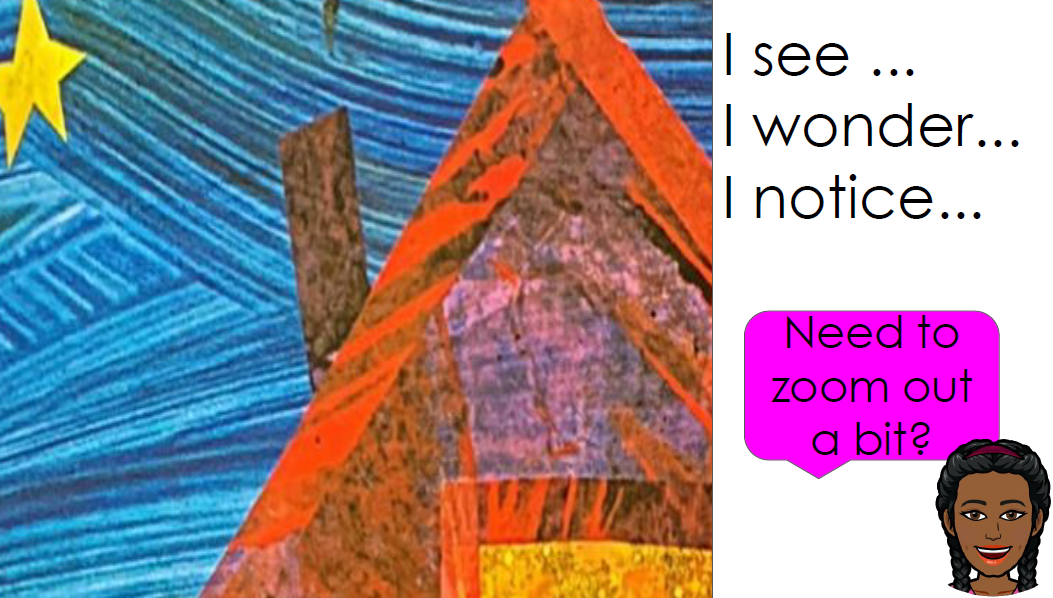 I see ...
I wonder...
I notice...
Need to
zoom out
a bit?